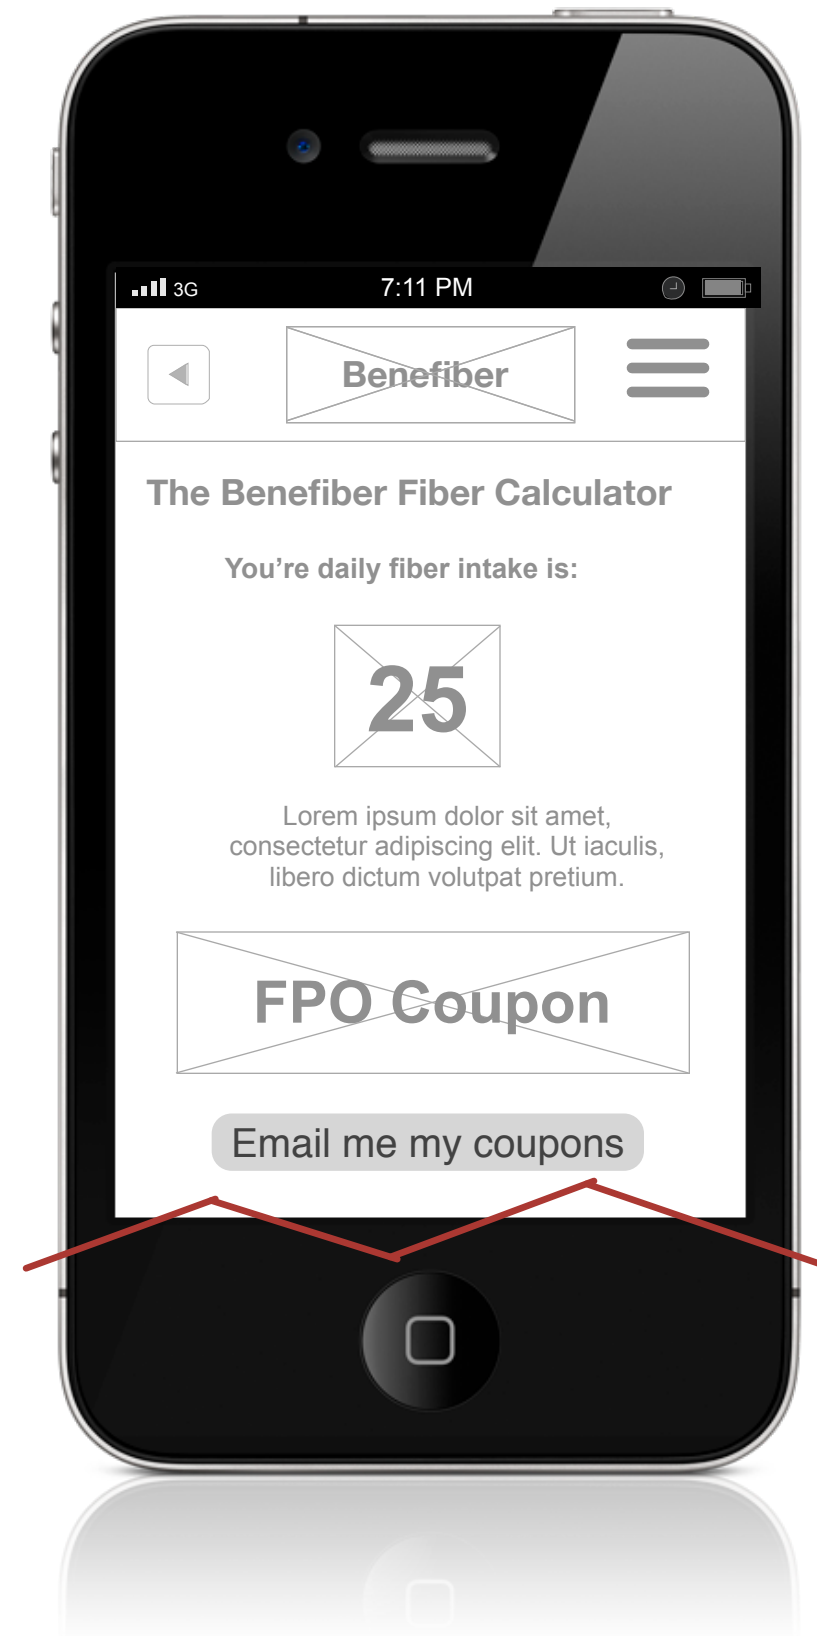 3G 7:11 PM
Benefiber
The Benefiber Fiber Calculator
You’re daily fiber intake is:
25
Lorem ipsum dolor sit amet,
consectetur adipiscing elit. Ut iaculis,
libero dictum volutpat pretium.
FPO Coupon
Email me my coupons